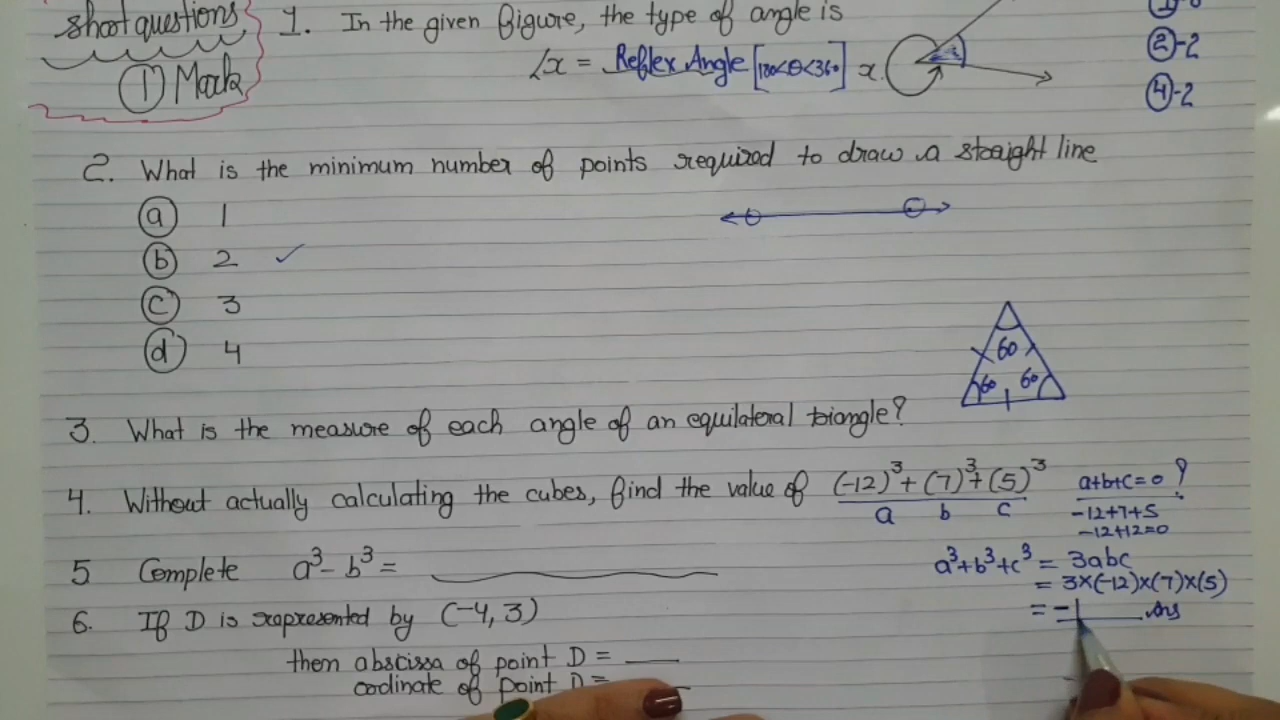 Short questions,
① Mark
1. In the given figure, the type of angle is
∠x = Reflex Angle [180<θ<360] x
②-2
④-2
2. What is the minimum number of points required to draw a straight line
ⓐ 1
ⓑ 2 ✓
ⓒ 3
ⓓ 4
60
60 60
3. What is the measure of each angle of an equilateral triangle?
4. Without actually calculating the cubes, find the value of (-12)³+(7)³+(5)³
a b c
a+b+c=0 ?
-12+7+5
-12+12=0
a³+b³+c³ = 3abc
= 3×(-12)×(7)×(5)
= - Ans
5 Complete a³-b³ =
6. If D is represented by (-4,3)
then abscissa of point D =
ordinate of point D =